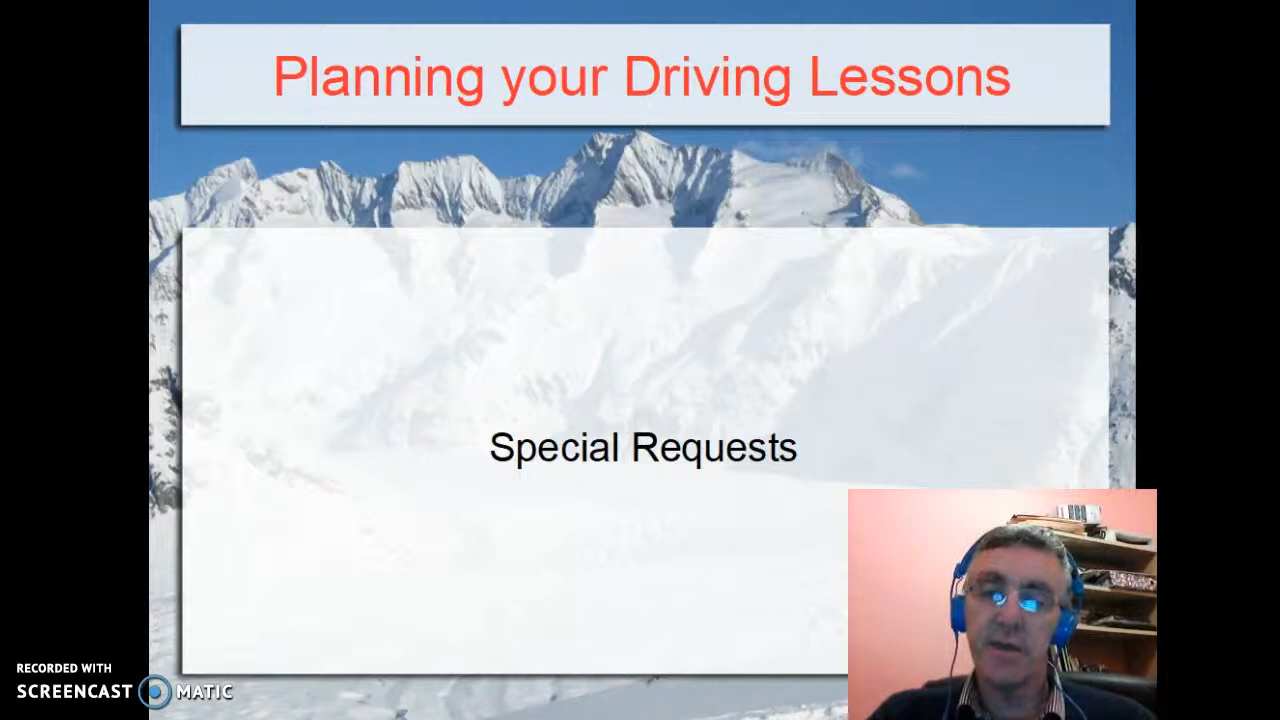 Planning your Driving Lessons
Special Requests
RECORDED WITH
SCREENCAST MATIC